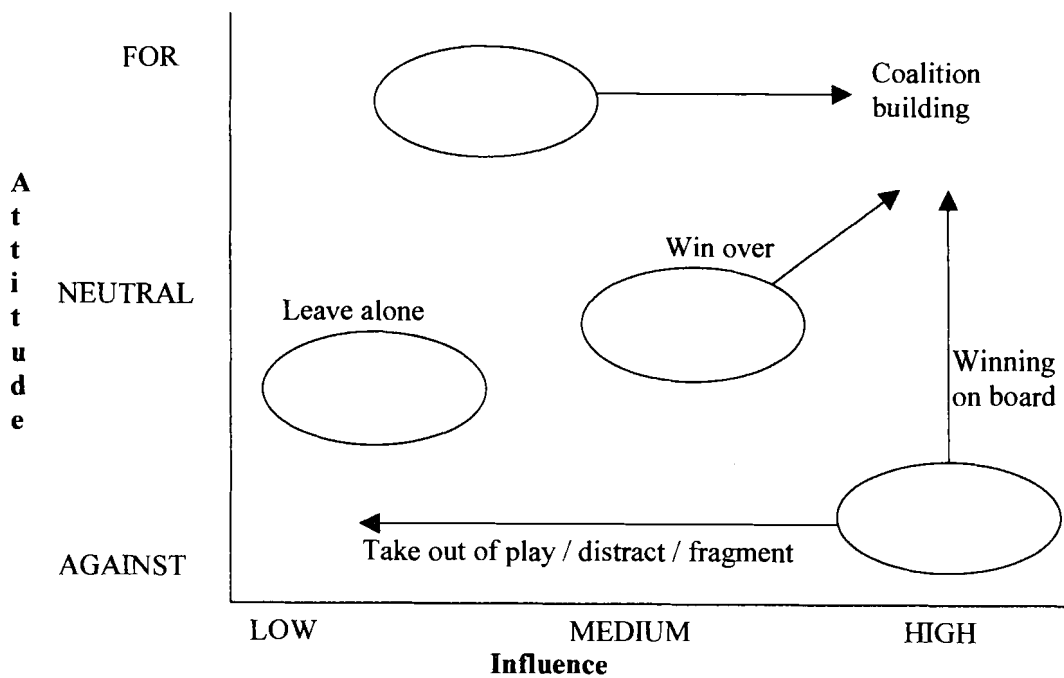 FOR
Coalition
building
Attitude
Win over
NEUTRAL
Leave alone
Winning
on board
Take out of play / distract / fragment
AGAINST
LOW MEDIUM HIGH
Influence